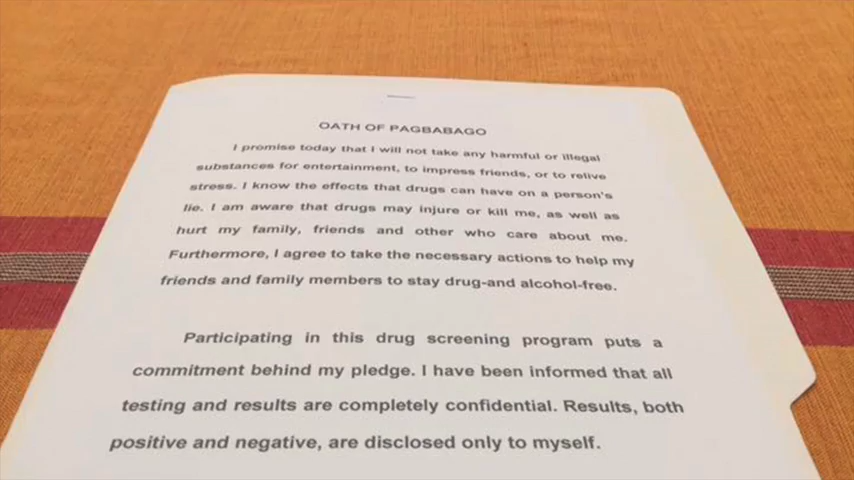 OATH OF PAGBABAGO
I promise today that I will not take any harmful or illegal
substances for entertainment, to impress friends, or to relive
stress. I know the effects that drugs can have on a person's
lie. I am aware that drugs may injure or kill me, as well as
hurt my family, friends and other who care about me.
Furthermore, I agree to take the necessary actions to help my
friends and family members to stay drug-and alcohol-free.
Participating in this drug screening program puts a
commitment behind my pledge. I have been informed that all
testing and results are completely confidential. Results, both
positive and negative, are disclosed only to myself.